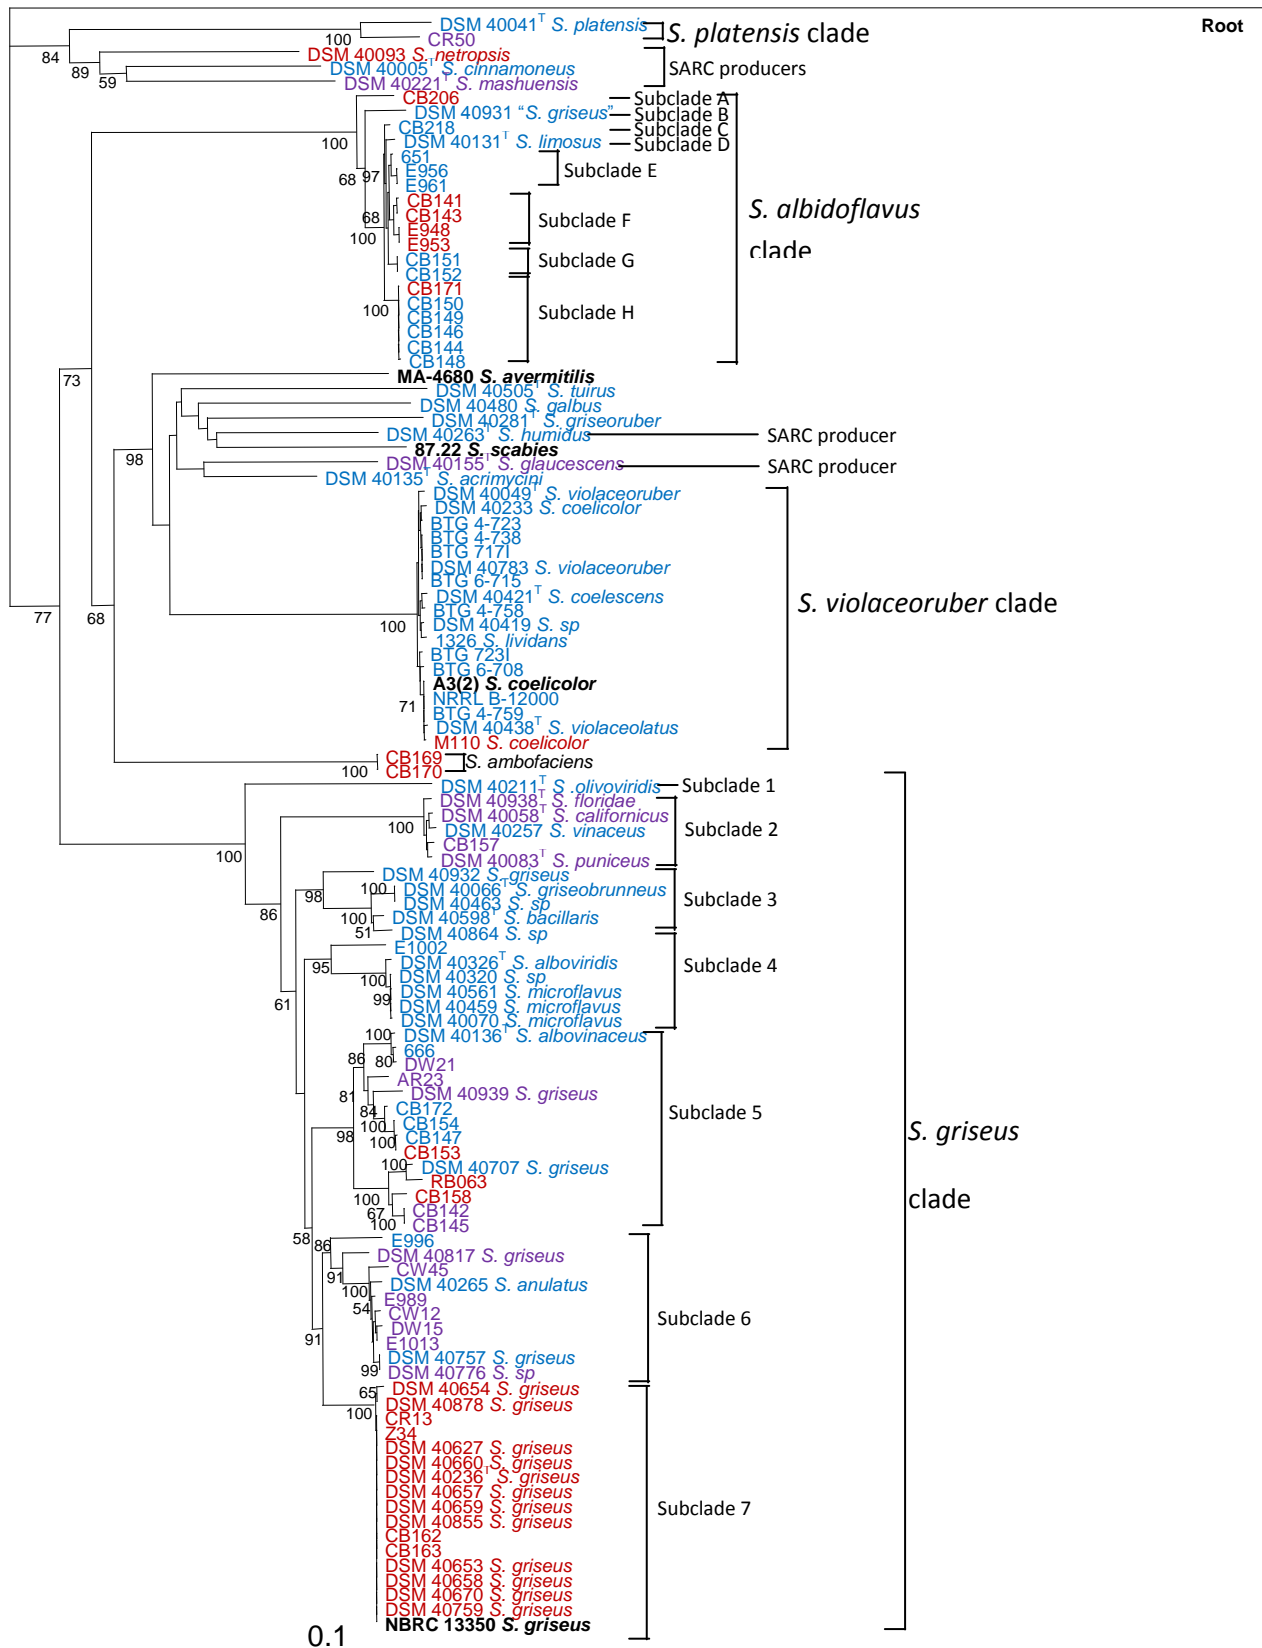 Root
DSM 40041T S. platensis
CR50
S. platensis clade
100
84
DSM 40093 S. netropsis
89
DSM 40005T S. cinnamoneus
59
DSM 40221T S. mashuensis
SARC producers
CB206
Subclade A
DSM 40931 “S. griseus”
Subclade B
CB218
Subclade C
DSM 40131T S. limosus
Subclade D
100
651
E956
E961
Subclade E
68
97
CB141
CB143
E948
E953
Subclade F
68
100
CB151
CB152
Subclade G
CB171
CB150
CB149
CB146
CB144
CB148
Subclade H
100
S. albidoflavus
clade
73
MA-4680 S. avermitilis
DSM 40505T S. tuirus
DSM 40480 S. galbus
DSM 40281T S. griseoruber
DSM 40263T S. humidus
SARC producer
87.22 S. scabies
98
DSM 40155T S. glaucescens
SARC producer
DSM 40135T S. acrimycini
DSM 40049T S. violaceoruber
DSM 40233 S. coelicolor
BTG 4-723
BTG 4-738
BTG 717I
DSM 40783 S. violaceoruber
BTG 6-715
DSM 40421T S. coelescens
BTG 4-758
DSM 40419 S. sp
1326 S. lividans
BTG 723I
BTG 6-708
A3(2) S. coelicolor
NRRL B-12000
BTG 4-759
DSM 40438T S. violaceolatus
M110 S. coelicolor
77
68
100
71
S. violaceoruber clade
CB169
CB170
100
S. ambofaciens
DSM 40211T S .olivoviridis
Subclade 1
DSM 40938T S. floridae
DSM 40058T S. californicus
DSM 40257 S. vinaceus
CB157
DSM 40083T S. puniceus
100
Subclade 2
100
DSM 40932 S. griseus
DSM 40066T S. griseobrunneus
DSM 40463 S. sp
DSM 40598T S. bacillaris
DSM 40864 S. sp
98
100
100
51
Subclade 3
86
E1002
DSM 40326T S. alboviridis
DSM 40320 S. sp
DSM 40561 S. microflavus
DSM 40459 S. microflavus
DSM 40070 S. microflavus
95
100
99
Subclade 4
61
DSM 40136T S. albovinaceus
666
DW21
AR23
DSM 40939 S. griseus
CB172
CB154
CB147
CB153
DSM 40707 S. griseus
RB063
CB158
CB142
CB145
100
86
80
81
84
100
98
100
100
100
67
100
Subclade 5
S. griseus
clade
58
E996
DSM 40817 S. griseus
CW45
DSM 40265 S. anulatus
E989
CW12
DW15
E1013
DSM 40757 S. griseus
DSM 40776 S. sp
86
91
100
54
99
Subclade 6
91
DSM 40654 S. griseus
DSM 40878 S. griseus
CR13
Z34
DSM 40627 S. griseus
DSM 40660 S. griseus
DSM 40236T S. griseus
DSM 40657 S. griseus
DSM 40659 S. griseus
DSM 40855 S. griseus
CB162
CB163
DSM 40653 S. griseus
DSM 40658 S. griseus
DSM 40670 S. griseus
DSM 40759 S. griseus
NBRC 13350 S. griseus
65
100
Subclade 7
0.1